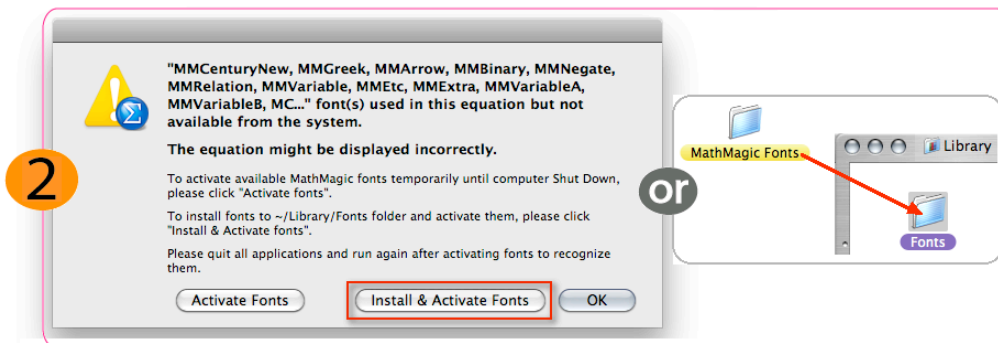 "MMCenturyNew, MMGreek, MMArrow, MMBinary, MMNegate,
MMRelation, MMVariable, MMEtc, MMExtra, MMVariableA,
MMVariableB, MC..." font(s) used in this equation but not
available from the system.
The equation might be displayed incorrectly.
To activate available MathMagic fonts temporarily until computer Shut Down,
please click "Activate fonts".
To install fonts to ~/Library/Fonts folder and activate them, please click
"Install & Activate fonts".
Please quit all applications and run again after activating fonts to recognize
them.
Activate Fonts
Install & Activate Fonts
OK
2
or
MathMagic Fonts
Library
Fonts